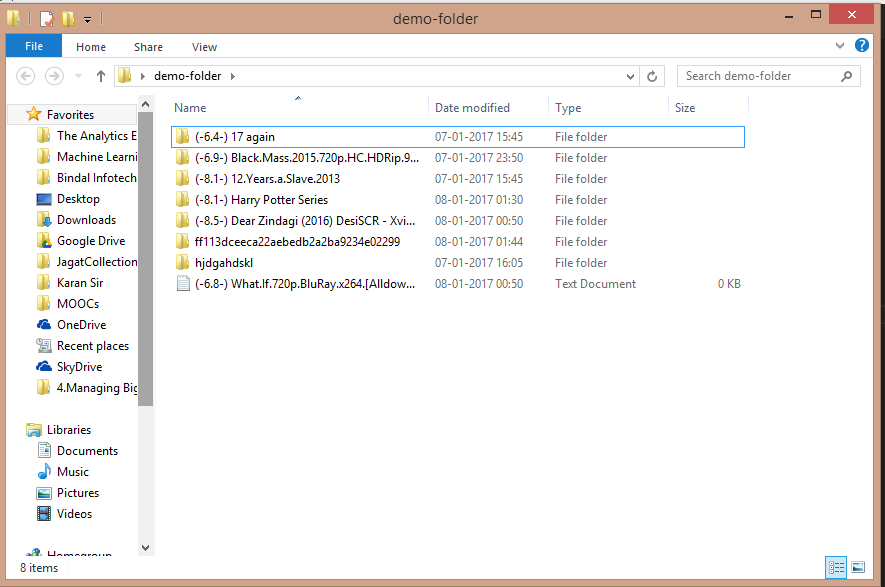 demo-folder
File Home Share View
demo-folder
Search demo-folder
Name Date modified Type Size
(-6.4-) 17 again 07-01-2017 15:45 File folder
(-6.9-) Black.Mass.2015.720p.HC.HDRip.9... 07-01-2017 23:50 File folder
(-8.1-) 12.Years.a.Slave.2013 07-01-2017 15:45 File folder
(-8.1-) Harry Potter Series 08-01-2017 01:30 File folder
(-8.5-) Dear Zindagi (2016) DesiSCR - Xvi... 08-01-2017 00:50 File folder
ff113dceeca22aebedb2a2ba9234e02299 08-01-2017 01:44 File folder
hjdgahdskl 07-01-2017 16:05 File folder
(-6.8-) What.If.720p.BluRay.x264.[Alldow... 08-01-2017 00:50 Text Document 0 KB
Favorites
The Analytics E
Machine Learni
Bindal Infotech
Desktop
Downloads
Google Drive
JagatCollection
Karan Sir
MOOCs
OneDrive
Recent places
SkyDrive
4.Managing Big
Libraries
Documents
Music
Pictures
Videos
Homegroup
8 items